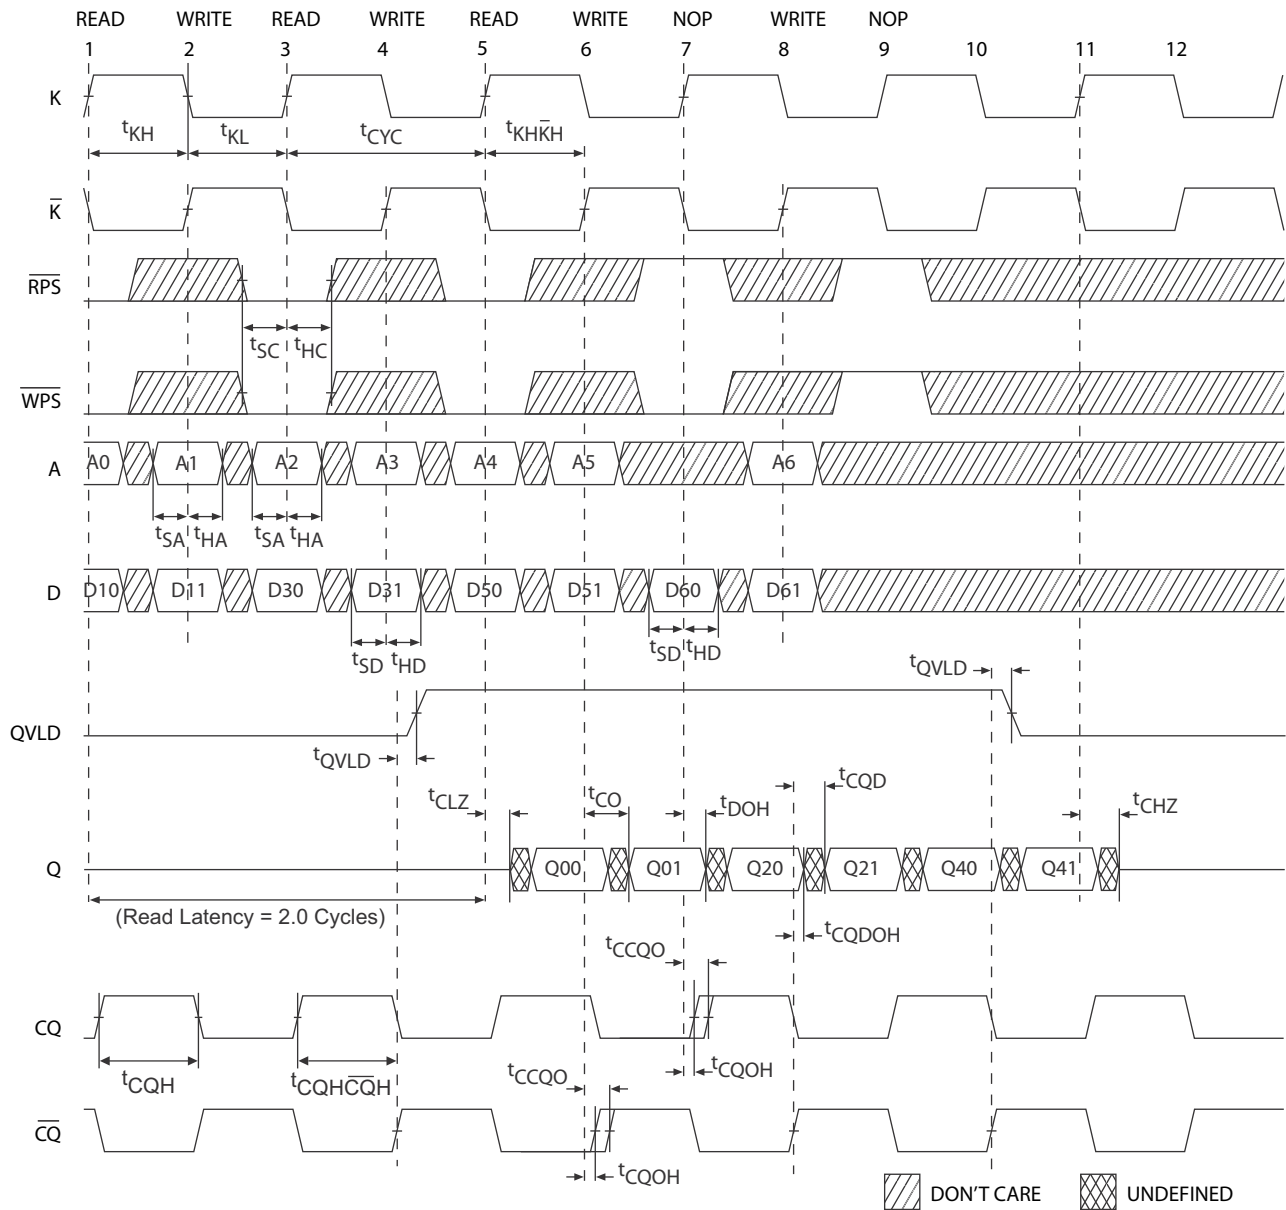 READ WRITE READ WRITE READ WRITE NOP WRITE NOP
1 2 3 4 5 6 7 8 9 10 11 12
K
tKH tKL tCYC tKHK̅H
K̅
R̅P̅S̅
tSC tHC
W̅P̅S̅
A A0 A1 A2 A3 A4 A5 A6
tSA tHA tSA tHA
D D10 D11 D30 D31 D50 D51 D60 D61
tSD tHD tSD tHD
tQVLD
QVLD
tQVLD
tCLZ tCO tDOH tCQD tCHZ
Q Q00 Q01 Q20 Q21 Q40 Q41
(Read Latency = 2.0 Cycles)
tCQDOH
tCCQO
CQ
tCQH tCQHC̅Q̅H tCCQO tCQOH
C̅Q̅
tCQOH
DON'T CARE UNDEFINED